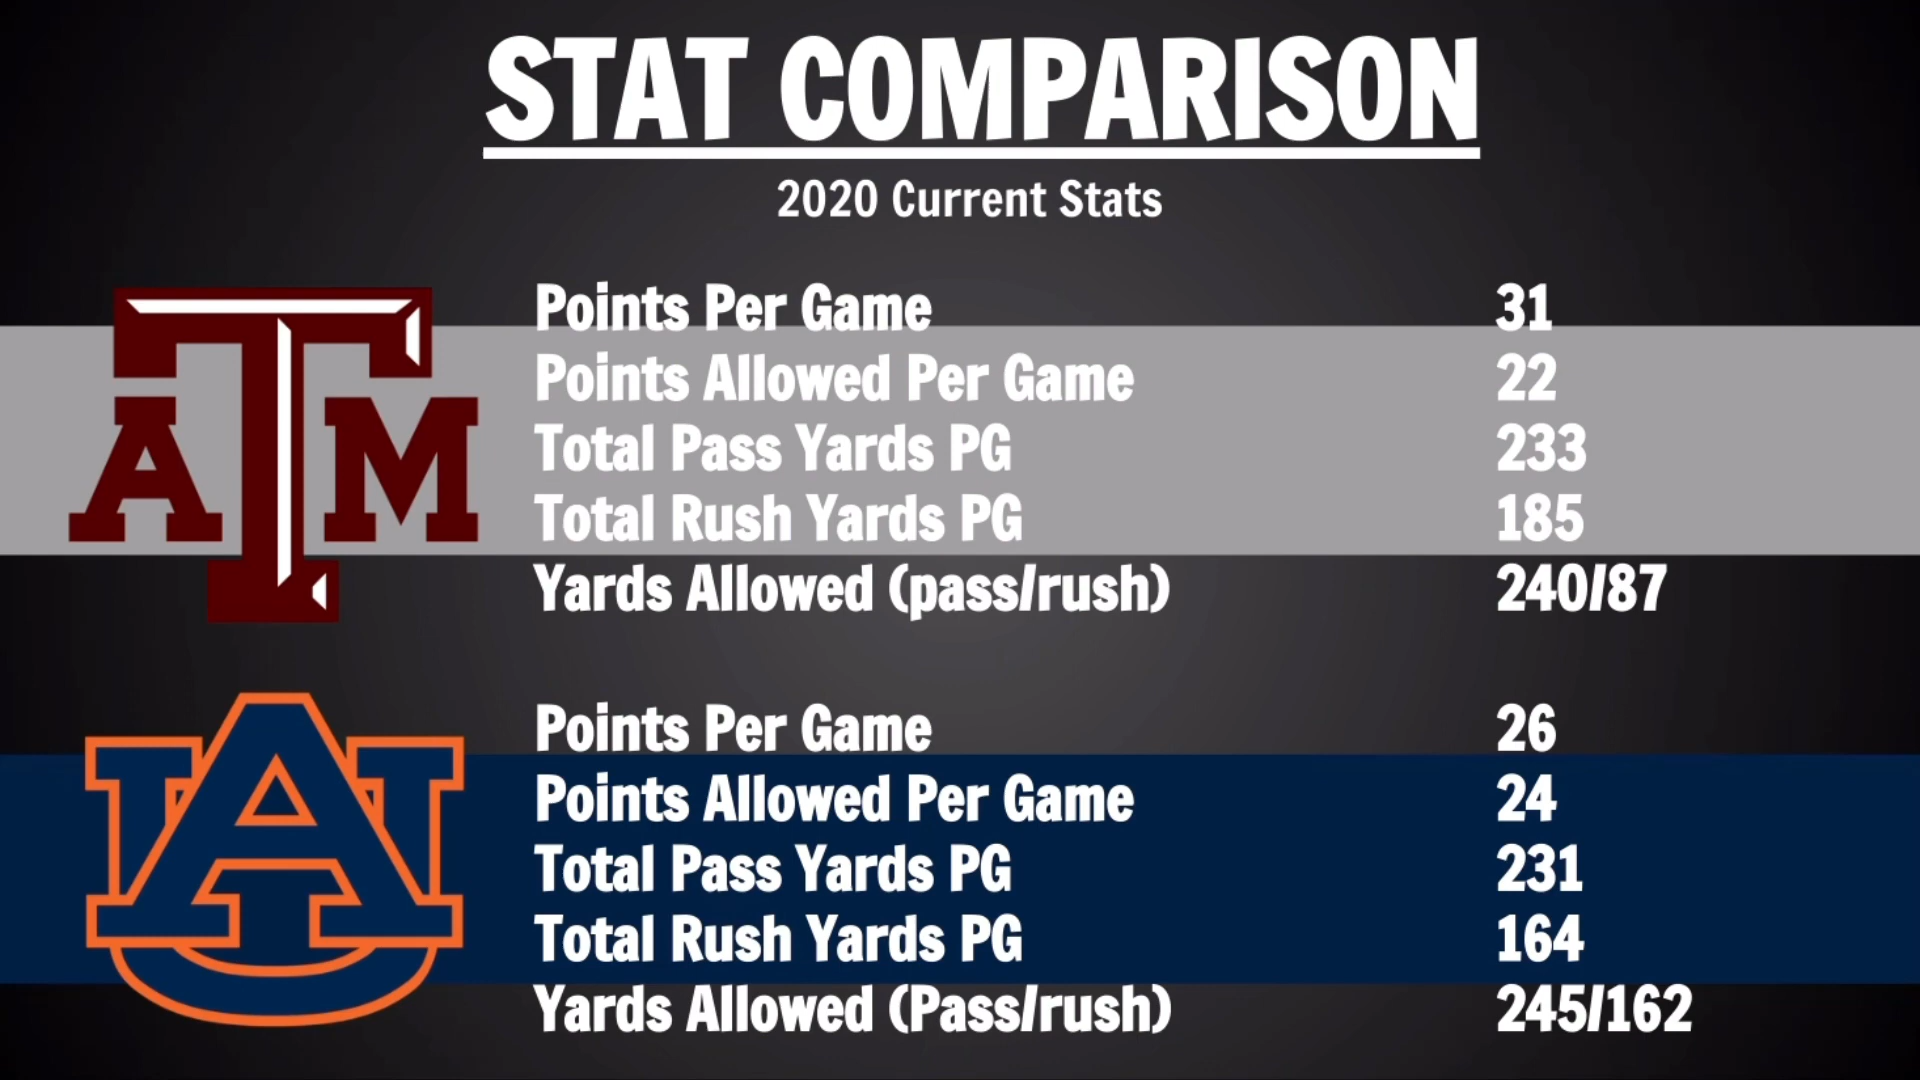 STAT COMPARISON
2020 Current Stats
ATM
Points Per Game 31
Points Allowed Per Game 22
Total Pass Yards PG 233
Total Rush Yards PG 185
Yards Allowed (pass/rush) 240/87
AU
Points Per Game 26
Points Allowed Per Game 24
Total Pass Yards PG 231
Total Rush Yards PG 164
Yards Allowed (Pass/rush) 245/162